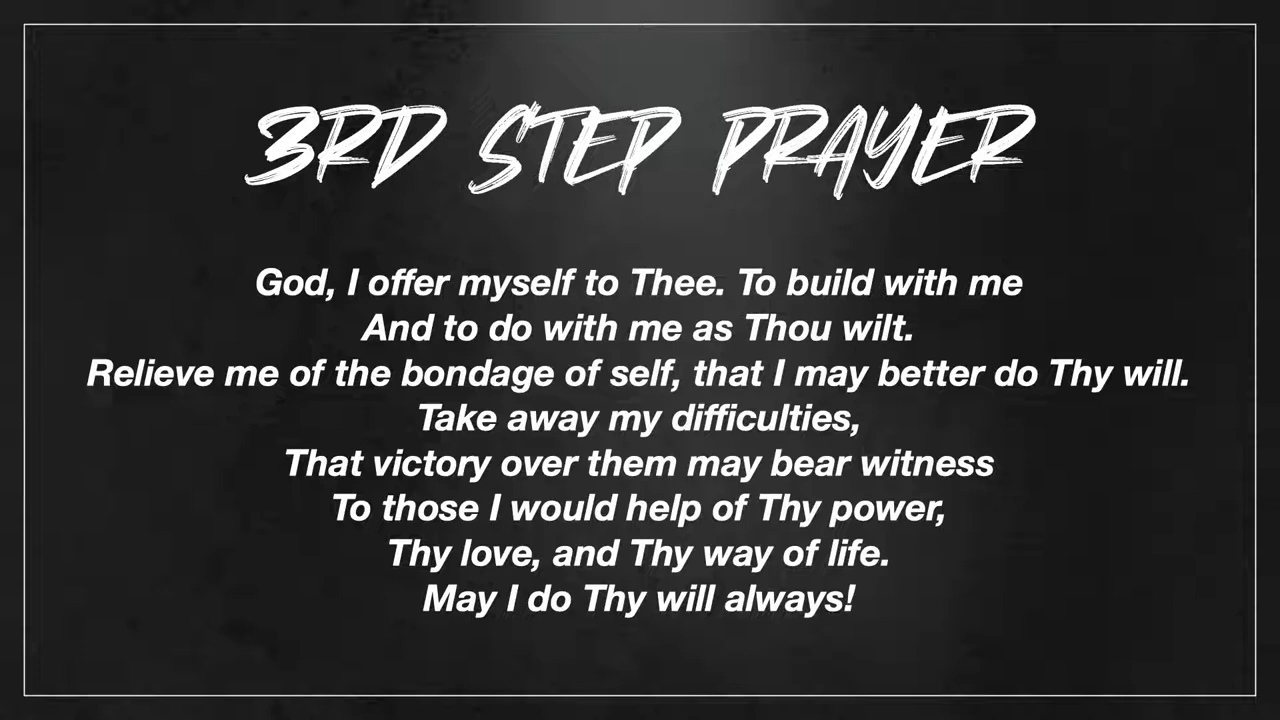 3RD STEP PRAYER
God, I offer myself to Thee. To build with me
And to do with me as Thou wilt.
Relieve me of the bondage of self, that I may better do Thy will.
Take away my difficulties,
That victory over them may bear witness
To those I would help of Thy power,
Thy love, and Thy way of life.
May I do Thy will always!